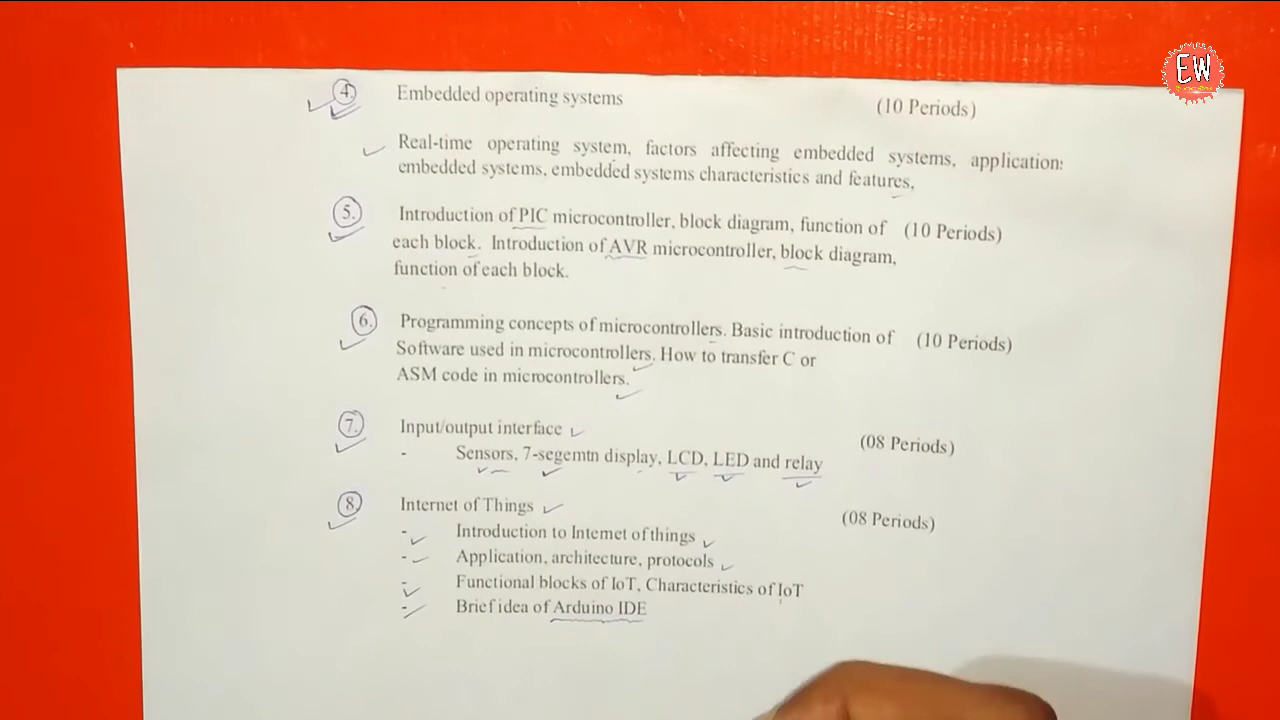 EW
4. Embedded operating systems (10 Periods)
Real-time operating system, factors affecting embedded systems, application:
embedded systems, embedded systems characteristics and features,
5. Introduction of PIC microcontroller, block diagram, function of (10 Periods)
each block. Introduction of AVR microcontroller, block diagram,
function of each block.
6. Programming concepts of microcontrollers. Basic introduction of (10 Periods)
Software used in microcontrollers. How to transfer C or
ASM code in microcontrollers.
7. Input/output interface (08 Periods)
- Sensors, 7-segemtn display, LCD, LED and relay
8. Internet of Things (08 Periods)
- Introduction to Internet of things
- Application, architecture, protocols
- Functional blocks of IoT, Characteristics of IoT
- Brief idea of Arduino IDE